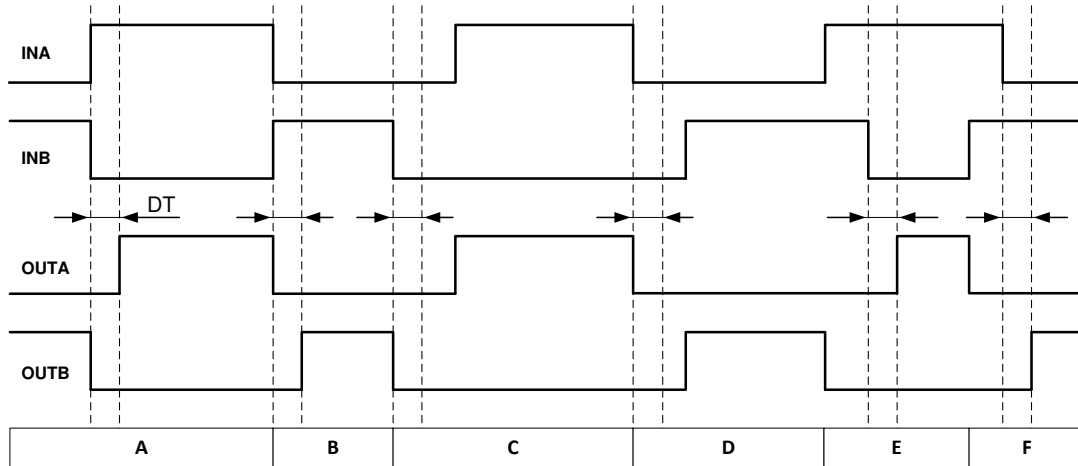 INA
INB
DT
OUTA
OUTB
A B C D E F